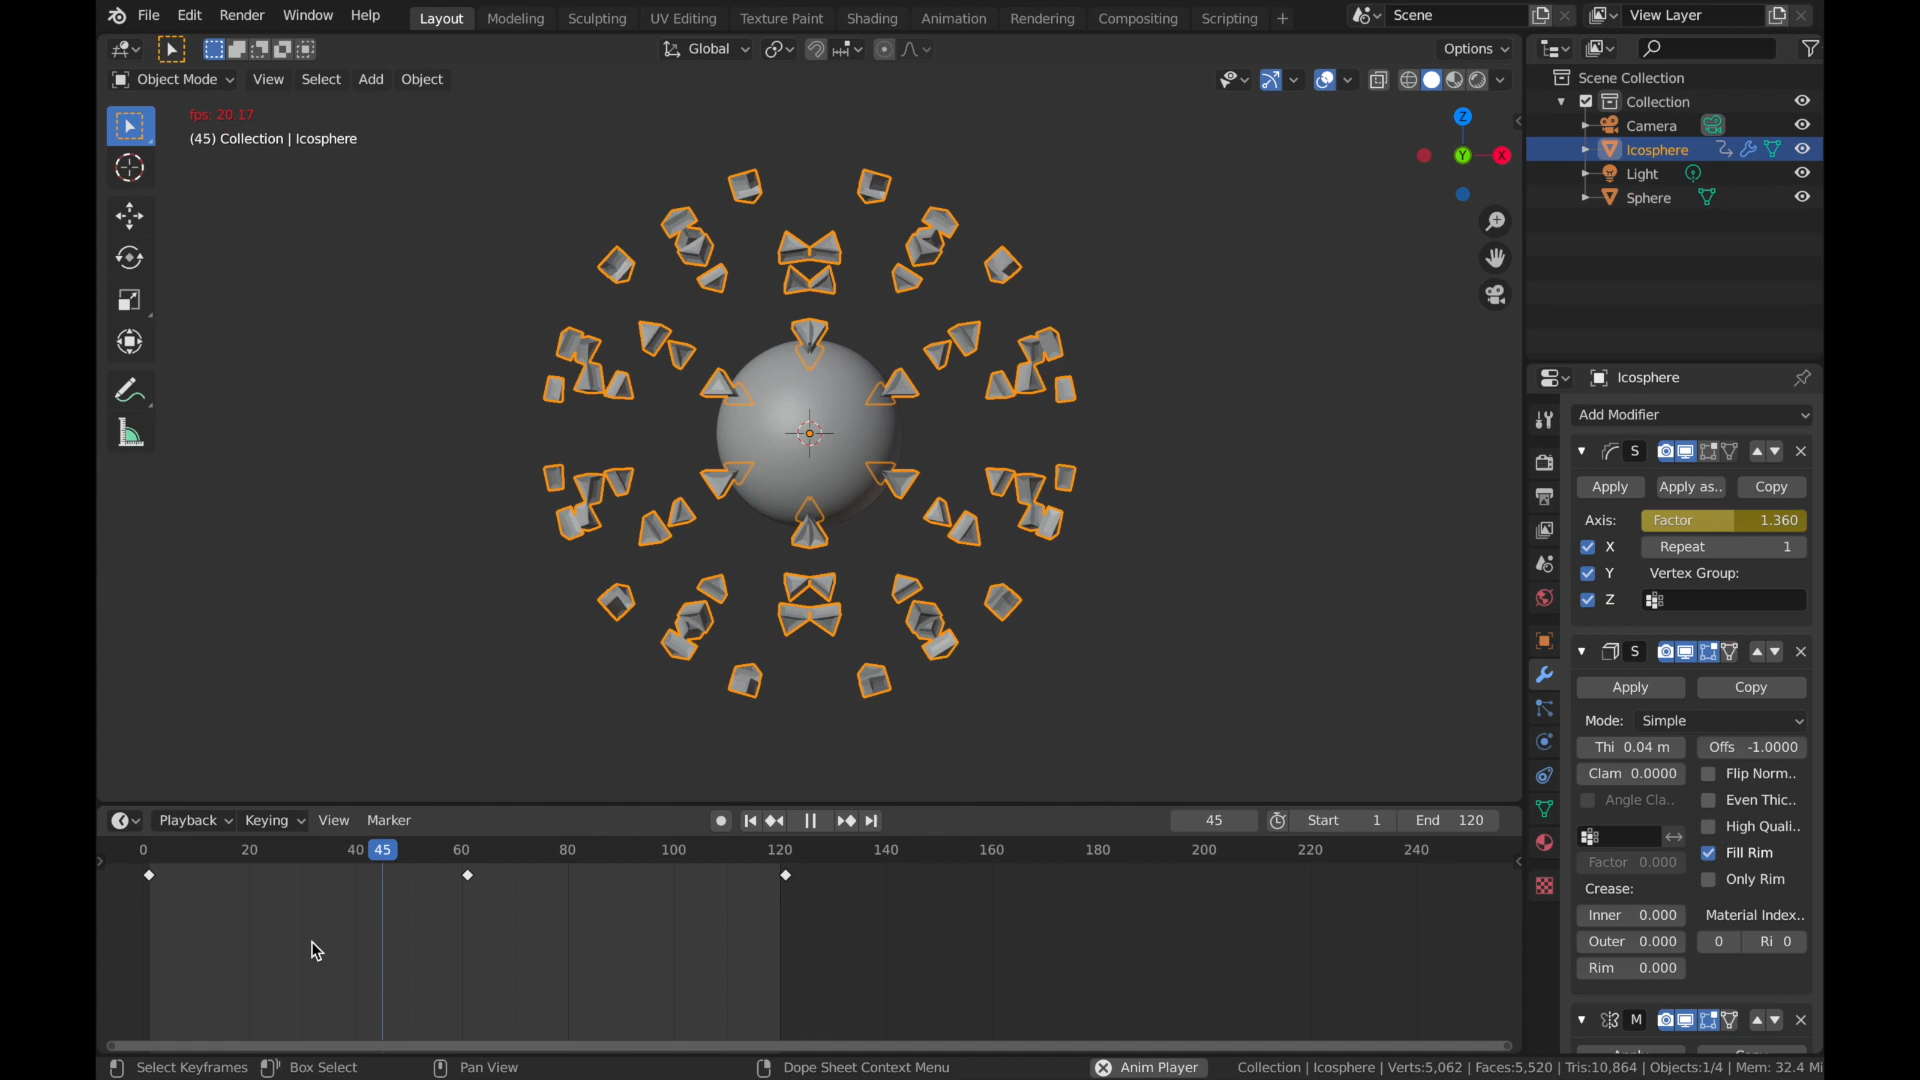 File Edit Render Window Help Layout Modeling Sculpting UV Editing Texture Paint Shading Animation Rendering Compositing Scripting + Scene View Layer
Global Options
Object Mode View Select Add Object
fps: 20.17
(45) Collection | Icosphere
Z
Y
X
Scene Collection
Collection
Camera
Icosphere
Light
Sphere
Icosphere
Add Modifier
S
Apply Apply as.. Copy
Axis: Factor 1.360
X Repeat 1
Y Vertex Group:
Z
S
Apply Copy
Mode: Simple
Thi 0.04 m Offs -1.0000
Clam 0.0000 Flip Norm..
Angle Cla.. Even Thic..
High Quali..
Factor 0.000 Fill Rim
Crease: Only Rim
Inner 0.000 Material Index..
Outer 0.000 0 Ri 0
Rim 0.000
M
Playback Keying View Marker 45 Start 1 End 120
0 20 40 45 60 80 100 120 140 160 180 200 220 240
Select Keyframes Box Select Pan View Dope Sheet Context Menu Anim Player Collection | Icosphere | Verts:5,062 | Faces:5,520 | Tris:10,864 | Objects:1/4 | Mem: 32.4 Mi